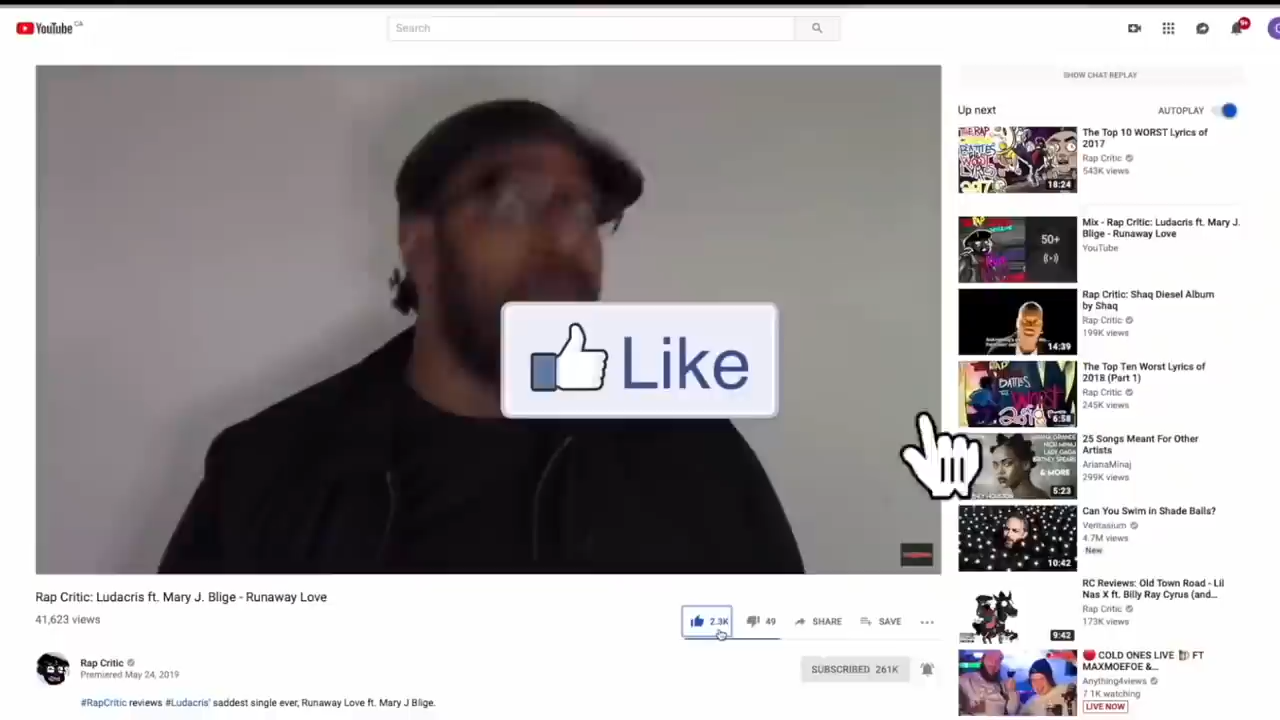 YouTube CA
Search
9+
SHOW CHAT REPLAY
Up next
AUTOPLAY
18:24
The Top 10 WORST Lyrics of
2017
Rap Critic
543K views
50+
Mix - Rap Critic: Ludacris ft. Mary J.
Blige - Runaway Love
YouTube
14:39
Rap Critic: Shaq Diesel Album
by Shaq
Rap Critic
199K views
6:58
The Top Ten Worst Lyrics of
2018 (Part 1)
Rap Critic
245K views
& MORE
5:23
25 Songs Meant For Other
Artists
ArianaMinaj
299K views
10:42
Can You Swim in Shade Balls?
Veritasium
4.7M views
New
9:42
RC Reviews: Old Town Road - Lil
Nas X ft. Billy Ray Cyrus (and...
Rap Critic
173K views
COLD ONES LIVE FT
MAXMOEFOE &...
Anything4views
7.1K watching
LIVE NOW
Like
Rap Critic: Ludacris ft. Mary J. Blige - Runaway Love
41,623 views
2.3K
49
SHARE
SAVE
Rap Critic
Premiered May 24, 2019
SUBSCRIBED 261K
#RapCritic reviews #Ludacris' saddest single ever, Runaway Love ft. Mary J Blige.